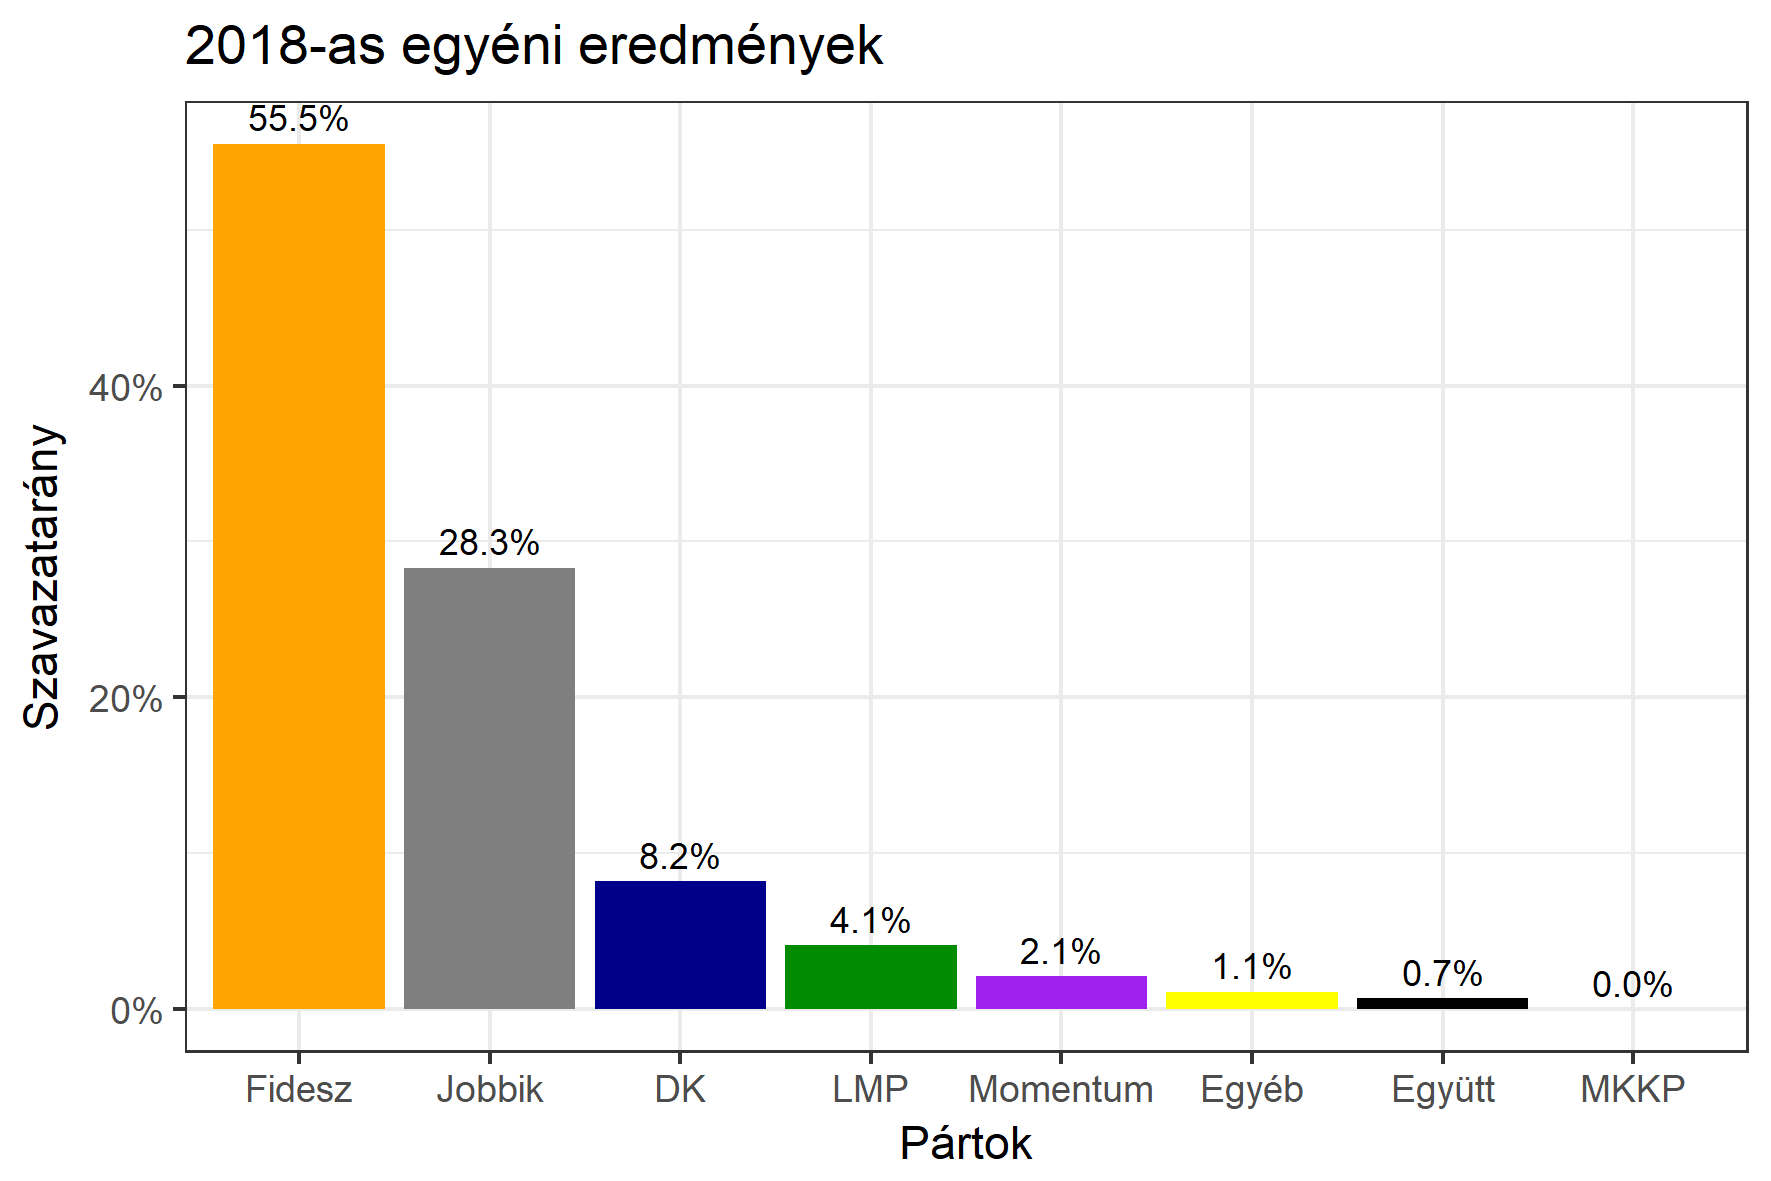 2018-as egyéni eredmények
55.5%
28.3%
8.2%
4.1%
2.1%
1.1%
0.7%
0.0%
40%
20%
0%
Szavazatarány
Fidesz Jobbik DK LMP Momentum Egyéb Együtt MKKP
Pártok